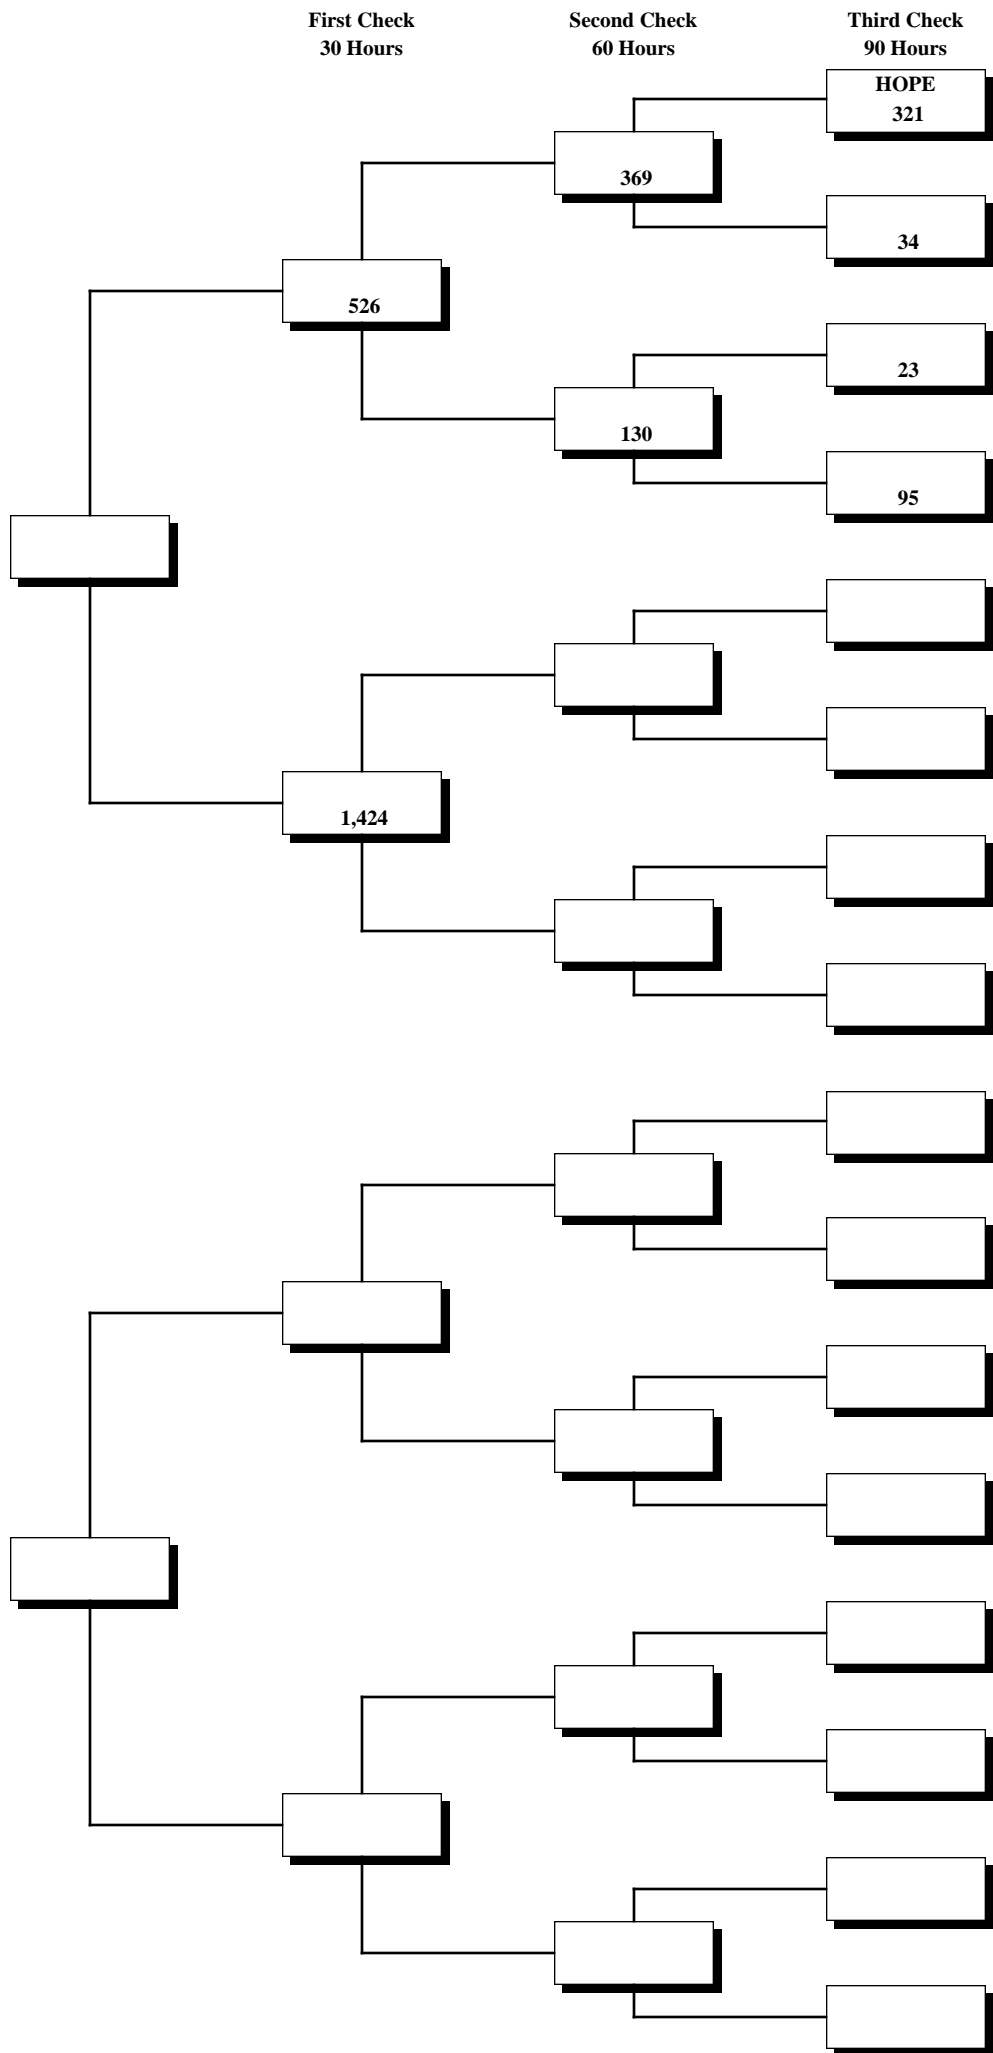 First Check
30 Hours
Second Check
60 Hours
Third Check
90 Hours
HOPE
321
369
34
526
23
130
95
1,424